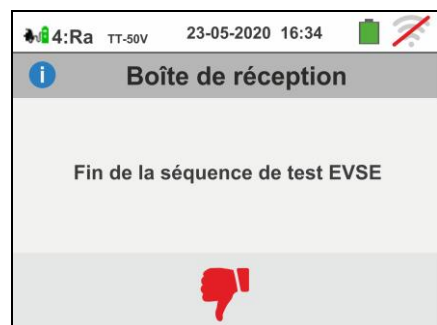 4:Ra TT-50V 23-05-2020 16:34
i Boîte de réception
Fin de la séquence de test EVSE